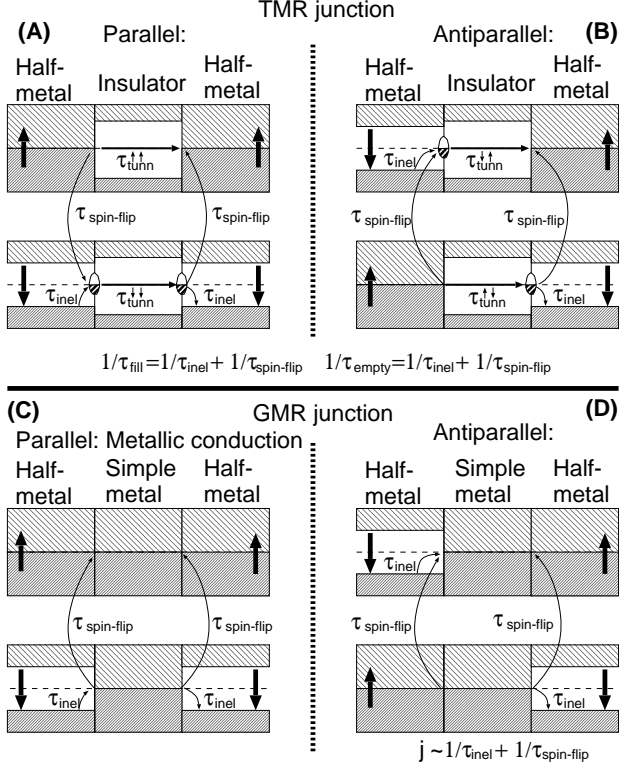 TMR junction
(A) Parallel: Antiparallel: (B)
Half-metal Insulator Half-metal
Half-metal Insulator Half-metal
τtunn↑↑ τinel τtunn↓↑
τspin-flip τspin-flip τspin-flip τspin-flip
τinel τtunn↓↓ τinel τtunn↑↓ τinel
1/τfill=1/τinel+ 1/τspin-flip 1/τempty=1/τinel+ 1/τspin-flip
(C) GMR junction (D)
Parallel: Metallic conduction Antiparallel:
Half-metal Simple metal Half-metal
Half-metal Simple metal Half-metal
τinel
τspin-flip τspin-flip τspin-flip τspin-flip
τinel τinel τinel
j ~1/τinel+ 1/τspin-flip